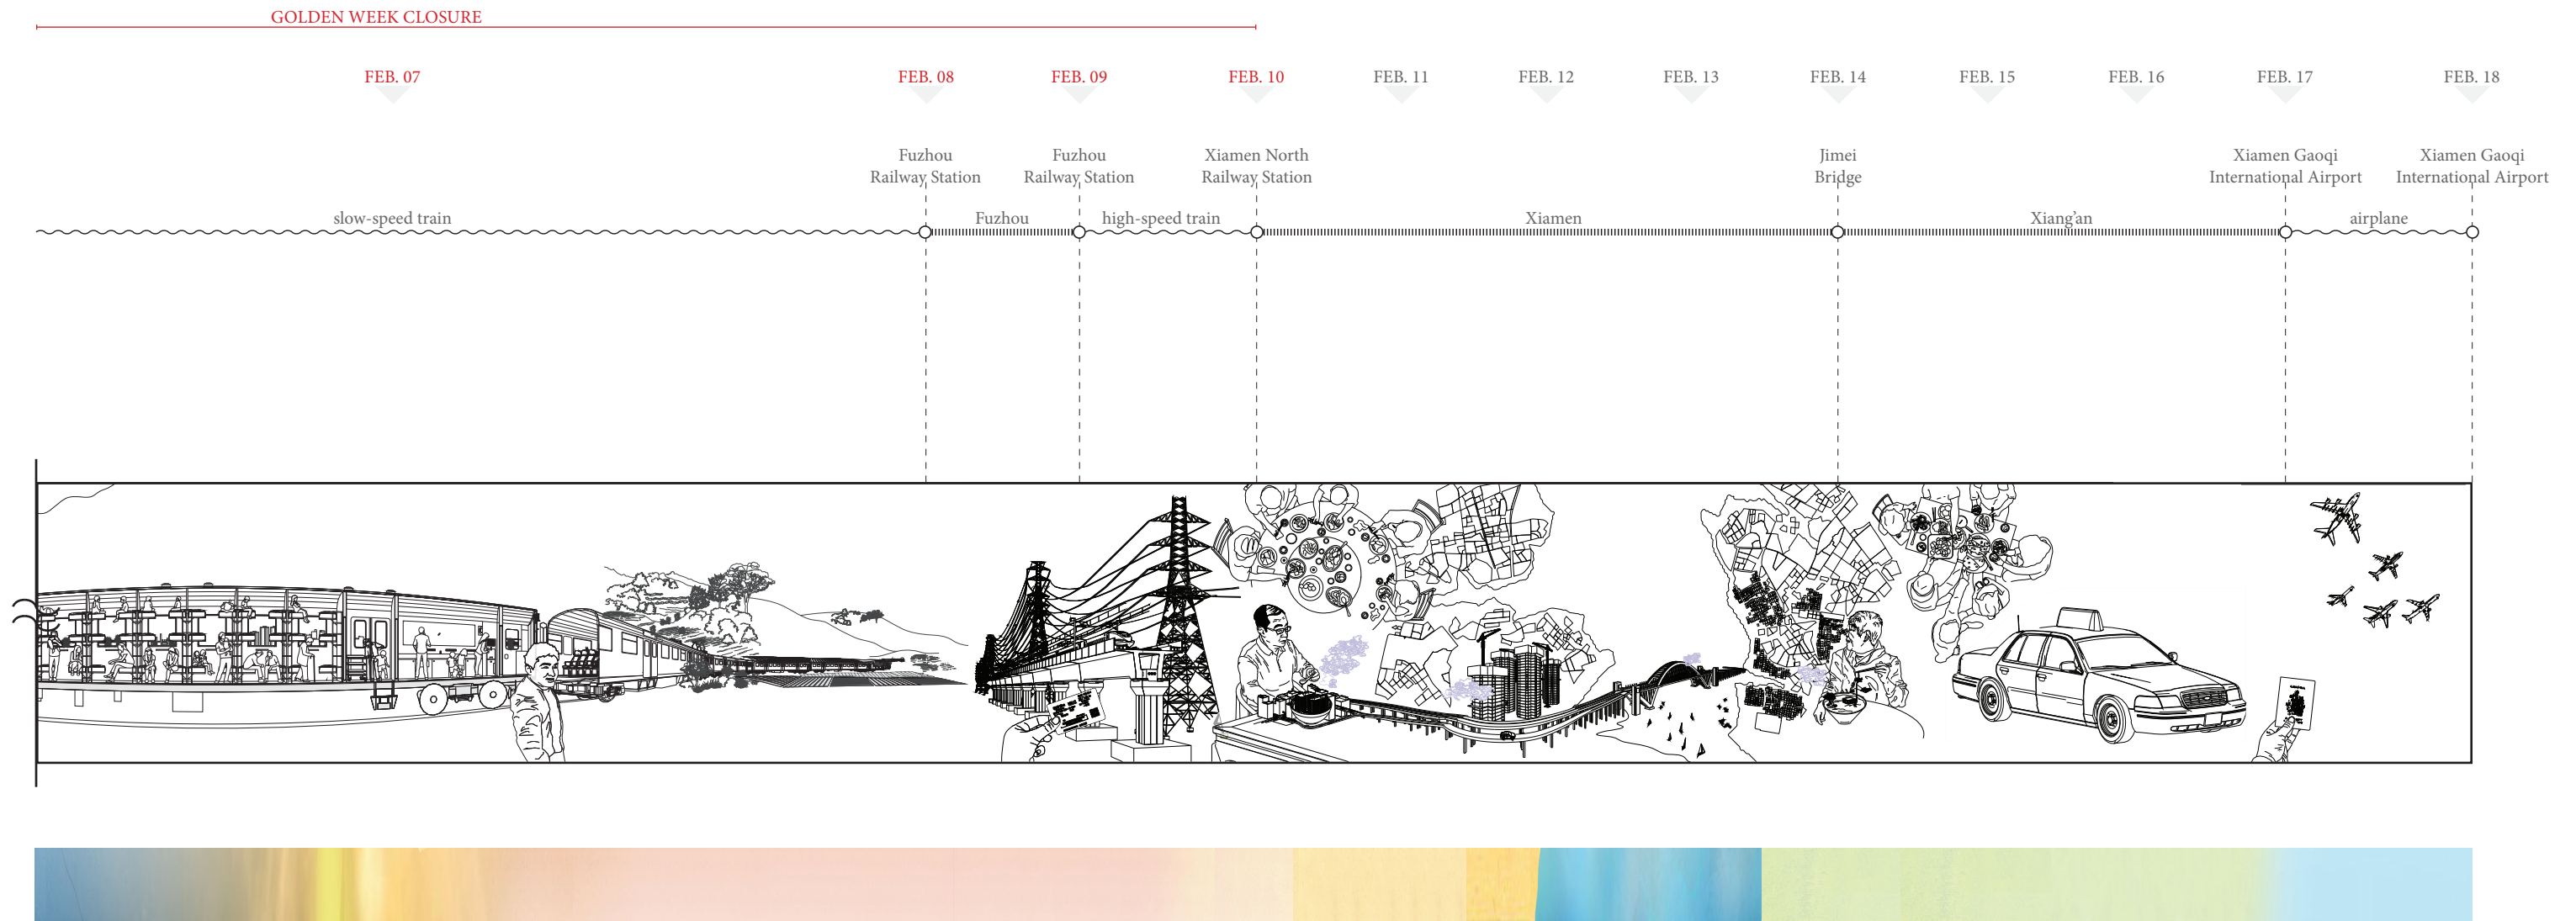 GOLDEN WEEK CLOSURE
FEB. 07
FEB. 08
FEB. 09
FEB. 10
FEB. 11
FEB. 12
FEB. 13
FEB. 14
FEB. 15
FEB. 16
FEB. 17
FEB. 18
Fuzhou
Railway Station
Fuzhou
Railway Station
Xiamen North
Railway Station
Jimei
Bridge
Xiamen Gaoqi
International Airport
Xiamen Gaoqi
International Airport
slow-speed train
Fuzhou
high-speed train
Xiamen
Xiang'an
airplane